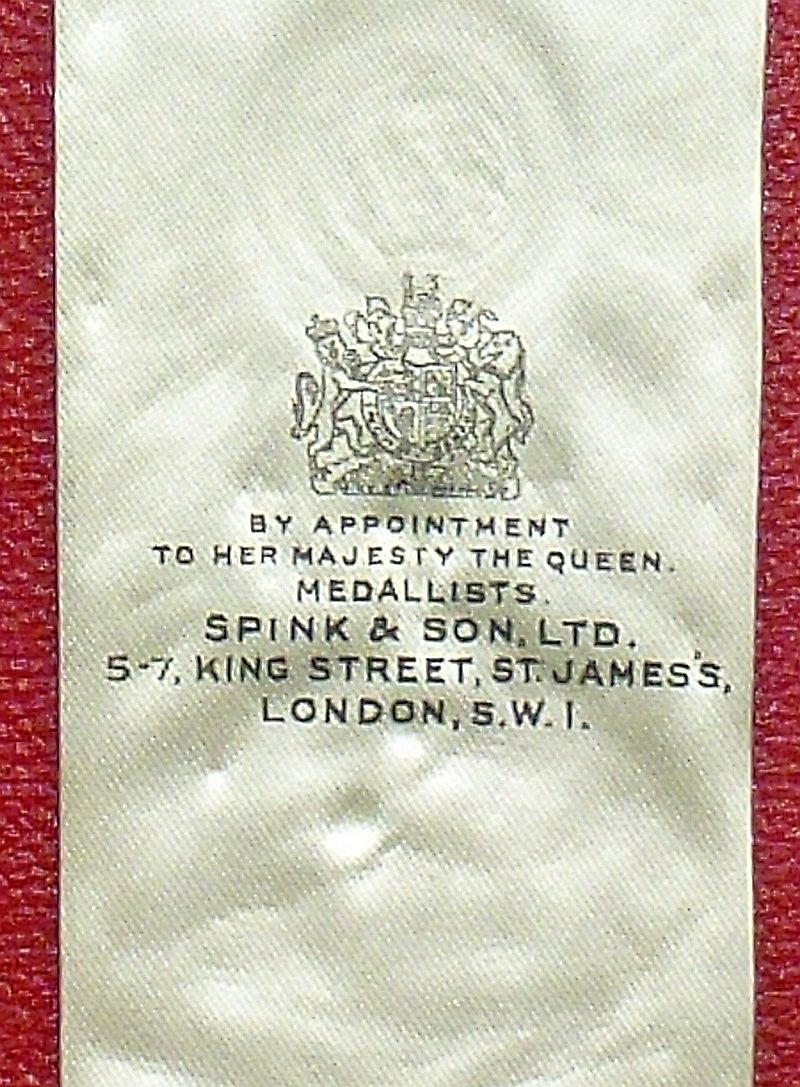 BY APPOINTMENT
TO HER MAJESTY THE QUEEN.
MEDALLISTS.
SPINK & SON, LTD.
5-7, KING STREET, ST. JAMES'S,
LONDON, S.W.1.